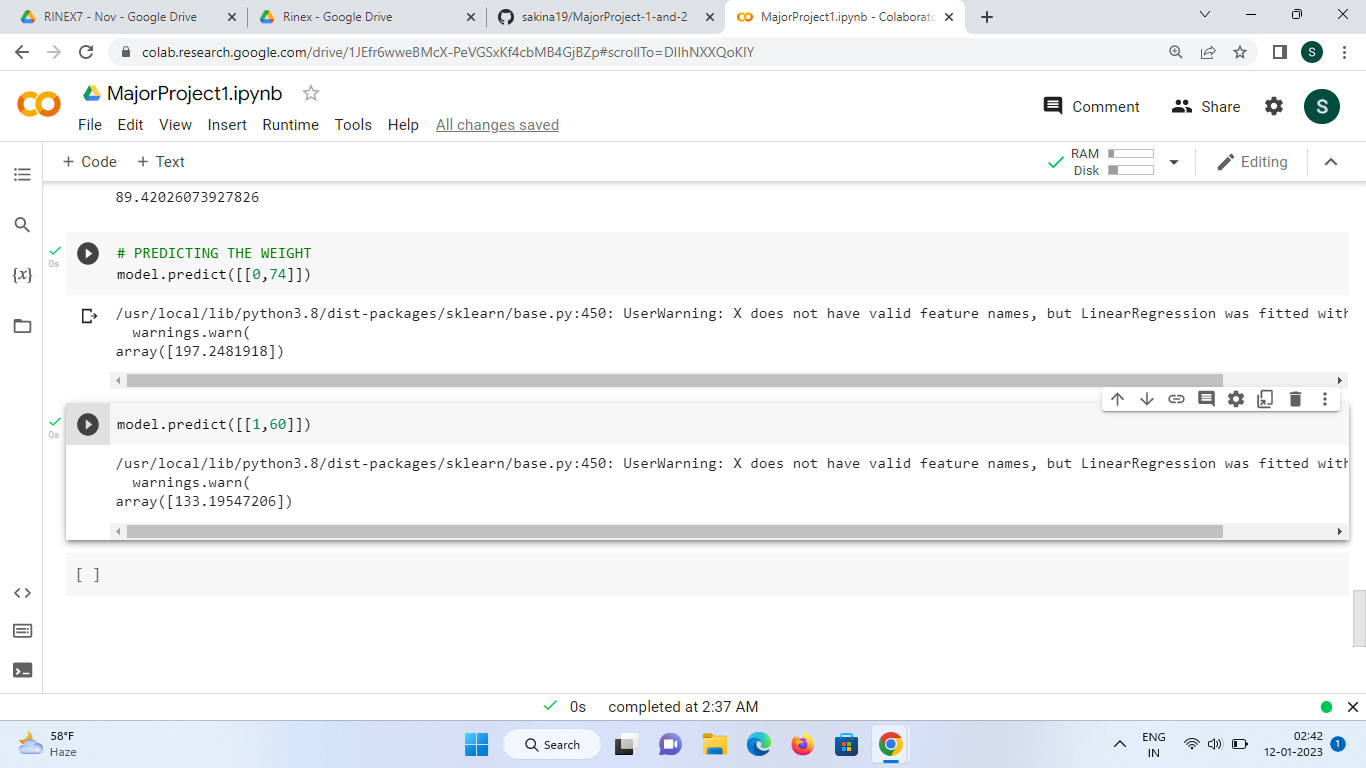 RINEX7 - Nov - Google Drive
Rinex - Google Drive
sakina19/MajorProject-1-and-2
MajorProject1.ipynb - Colaborato
colab.research.google.com/drive/1JEfr6wweBMcX-PeVGSxKf4cbMB4GjBZp#scrollTo=DIIhNXXQoKIY
S
MajorProject1.ipynb
Comment
Share
S
File Edit View Insert Runtime Tools Help All changes saved
+ Code + Text
RAM
Disk
Editing
89.42026073927826
0s
# PREDICTING THE WEIGHT
model.predict([[0,74]])
{x}
/usr/local/lib/python3.8/dist-packages/sklearn/base.py:450: UserWarning: X does not have valid feature names, but LinearRegression was fitted with
warnings.warn(
array([197.2481918])
0s
model.predict([[1,60]])
/usr/local/lib/python3.8/dist-packages/sklearn/base.py:450: UserWarning: X does not have valid feature names, but LinearRegression was fitted with
warnings.warn(
array([133.19547206])
[ ]
0s completed at 2:37 AM
58°F
Haze
Search
ENG
IN
02:42
12-01-2023
1